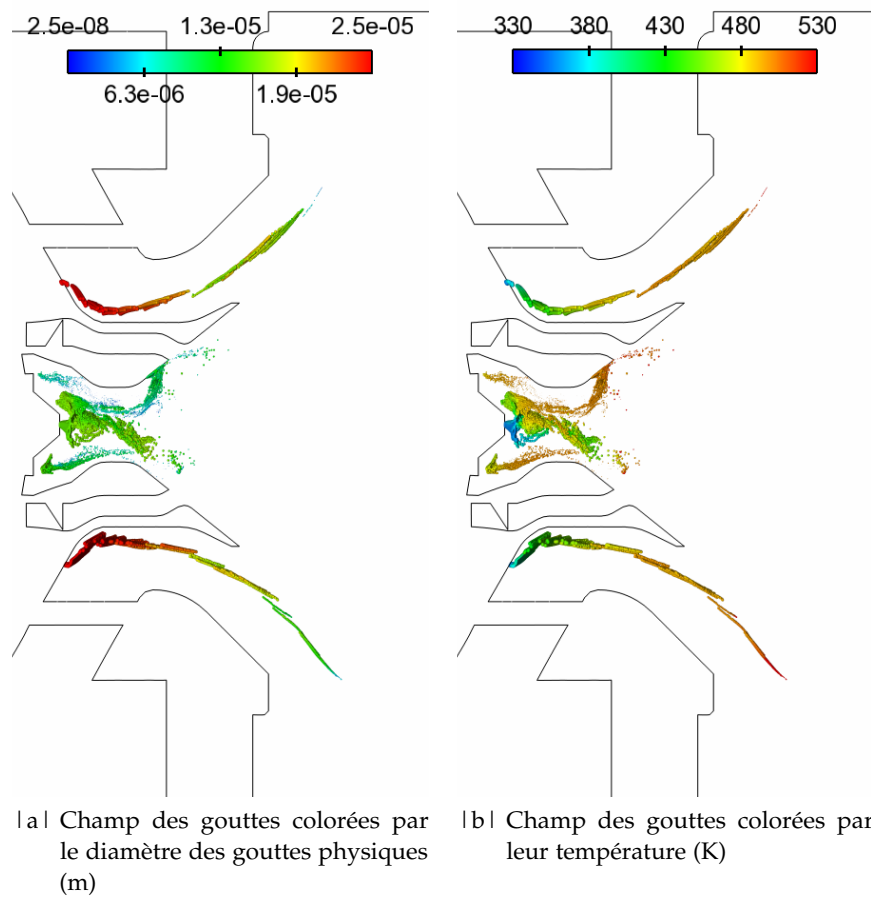 2.5e-08 1.3e-05 2.5e-05
6.3e-06 1.9e-05
330 380 430 480 530
|a| Champ des gouttes colorées par
le diamètre des gouttes physiques
(m)
|b| Champ des gouttes colorées par
leur température (K)